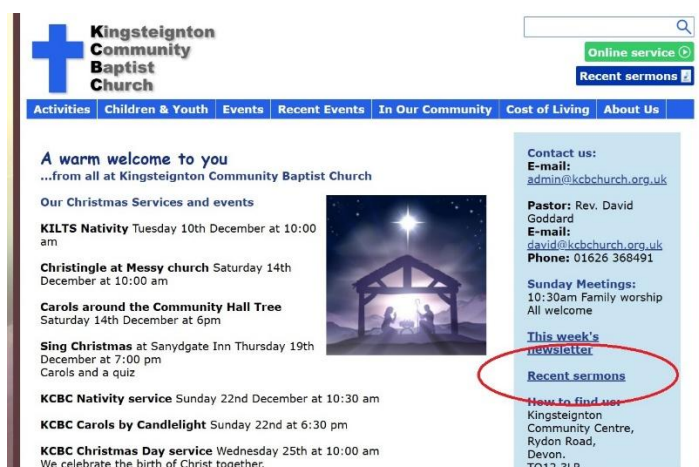 Kingsteignton
Community
Baptist
Church
Online service
Recent sermons
Activities Children & Youth Events Recent Events In Our Community Cost of Living About Us
A warm welcome to you
...from all at Kingsteignton Community Baptist Church
Our Christmas Services and events
KILTS Nativity Tuesday 10th December at 10:00
am
Christingle at Messy church Saturday 14th
December at 10:00 am
Carols around the Community Hall Tree
Saturday 14th December at 6pm
Sing Christmas at Sanydgate Inn Thursday 19th
December at 7:00 pm
Carols and a quiz
KCBC Nativity service Sunday 22nd December at 10:30 am
KCBC Carols by Candlelight Sunday 22nd at 6:30 pm
KCBC Christmas Day service Wednesday 25th at 10:00 am
We celebrate the birth of Christ together.
Contact us:
E-mail:
admin@kcbchurch.org.uk
Pastor: Rev. David
Goddard
E-mail:
david@kcbchurch.org.uk
Phone: 01626 368491
Sunday Meetings:
10:30am Family worship
All welcome
This week's
newsletter
Recent sermons
How to find us:
Kingsteignton
Community Centre,
Rydon Road,
Devon.
TQ12 3LP